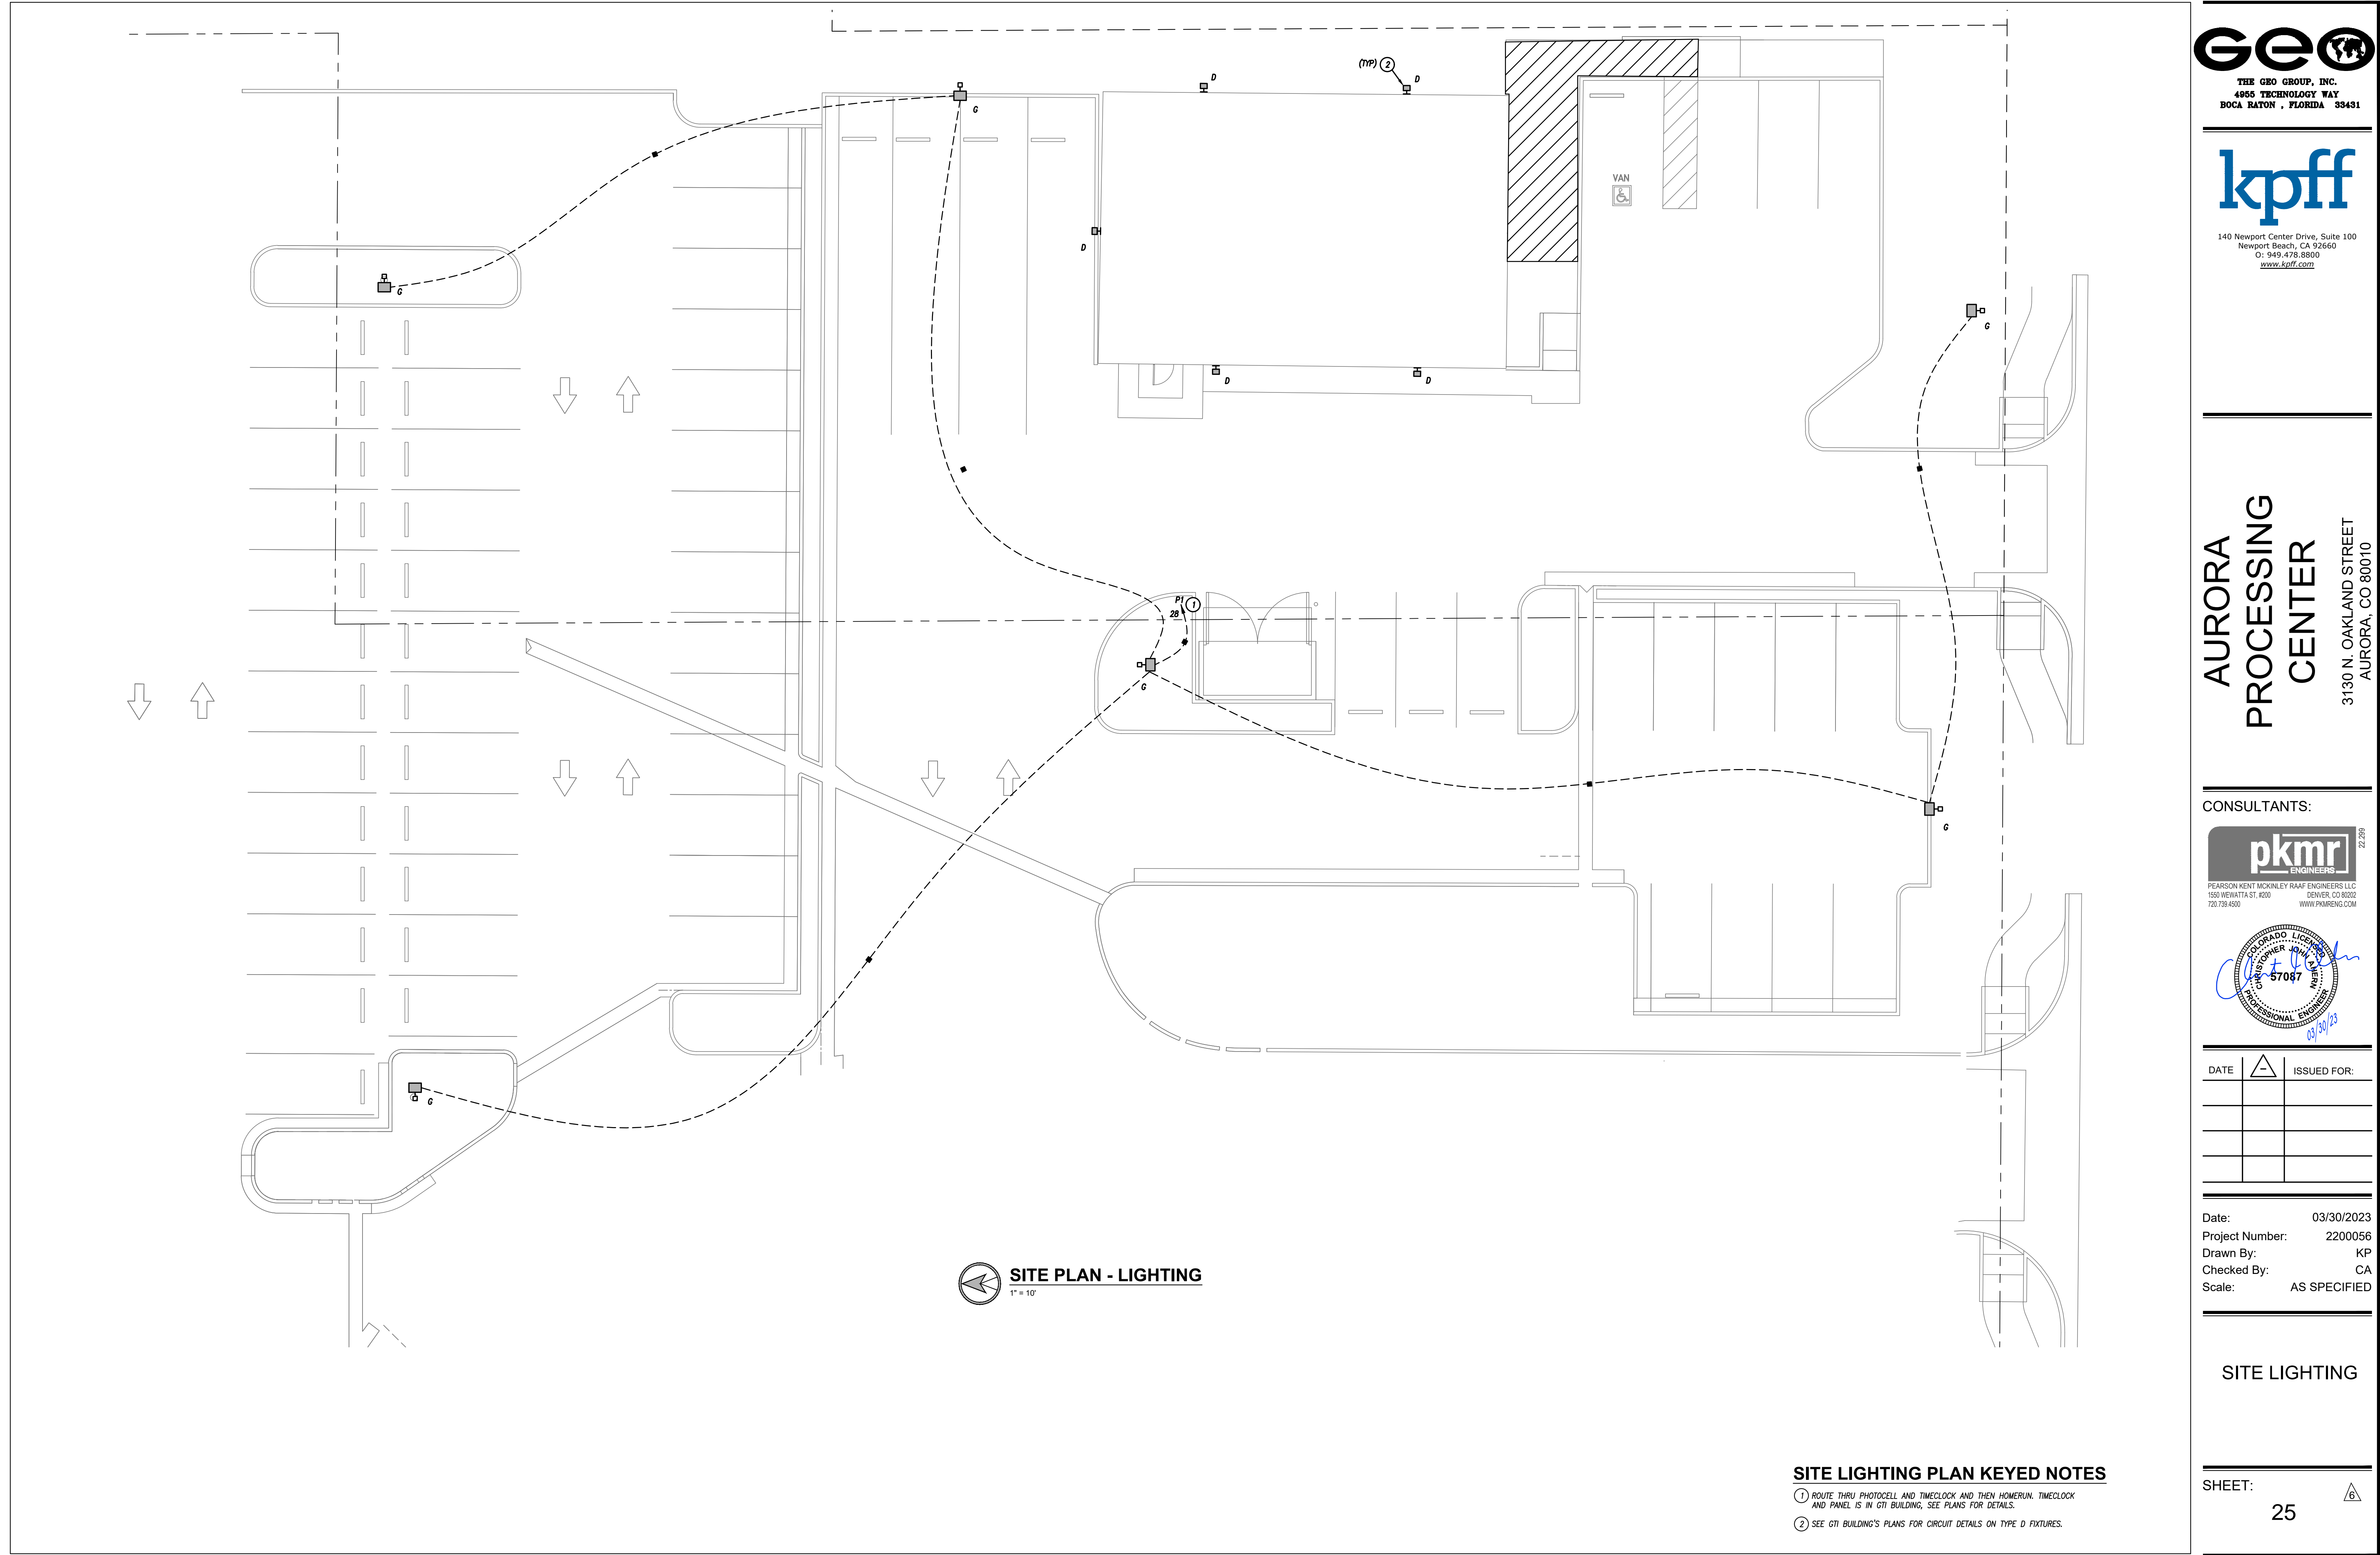 (TYP) 2
D
D
G
VAN
D
G
G
D
D
P1 1
28
G
G
G
SITE PLAN - LIGHTING
1" = 10'
SITE LIGHTING PLAN KEYED NOTES
1 ROUTE THRU PHOTOCELL AND TIMECLOCK AND THEN HOMERUN. TIMECLOCK
AND PANEL IS IN GTI BUILDING, SEE PLANS FOR DETAILS.
2 SEE GTI BUILDING'S PLANS FOR CIRCUIT DETAILS ON TYPE D FIXTURES.
GEO
THE GEO GROUP, INC.
4955 TECHNOLOGY WAY
BOCA RATON , FLORIDA 33431
kpff
140 Newport Center Drive, Suite 100
Newport Beach, CA 92660
O: 949.478.8800
www.kpff.com
AURORA
PROCESSING
CENTER
3130 N. OAKLAND STREET
AURORA, CO 80010
CONSULTANTS:
pkmr
ENGINEERS
22.299
PEARSON KENT MCKINLEY RAAF ENGINEERS LLC
1550 WEWATTA ST, #200 DENVER, CO 80202
720.739.4500 WWW.PKMRENG.COM
COLORADO LICENSED
CHRISTOPHER JOHN AHERN
57087
PROFESSIONAL ENGINEER
03/30/23
DATE - ISSUED FOR:
Date: 03/30/2023
Project Number: 2200056
Drawn By: KP
Checked By: CA
Scale: AS SPECIFIED
SITE LIGHTING
SHEET: 6
25